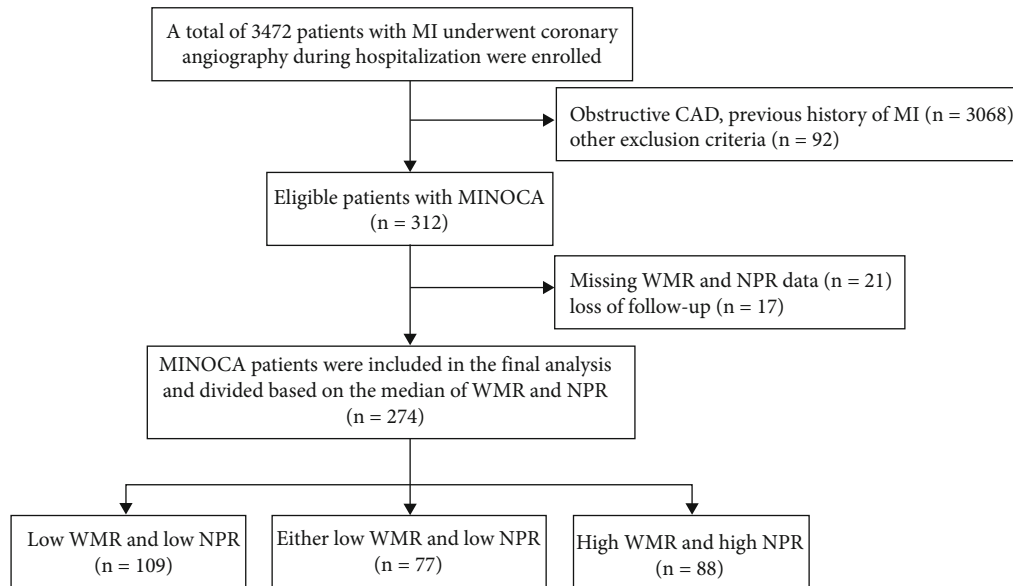 A total of 3472 patients with MI underwent coronary
angiography during hospitalization were enrolled
Obstructive CAD, previous history of MI (n = 3068)
other exclusion criteria (n = 92)
Eligible patients with MINOCA
(n = 312)
Missing WMR and NPR data (n = 21)
loss of follow-up (n = 17)
MINOCA patients were included in the final analysis
and divided based on the median of WMR and NPR
(n = 274)
Low WMR and low NPR
(n = 109)
Either low WMR and low NPR
(n = 77)
High WMR and high NPR
(n = 88)